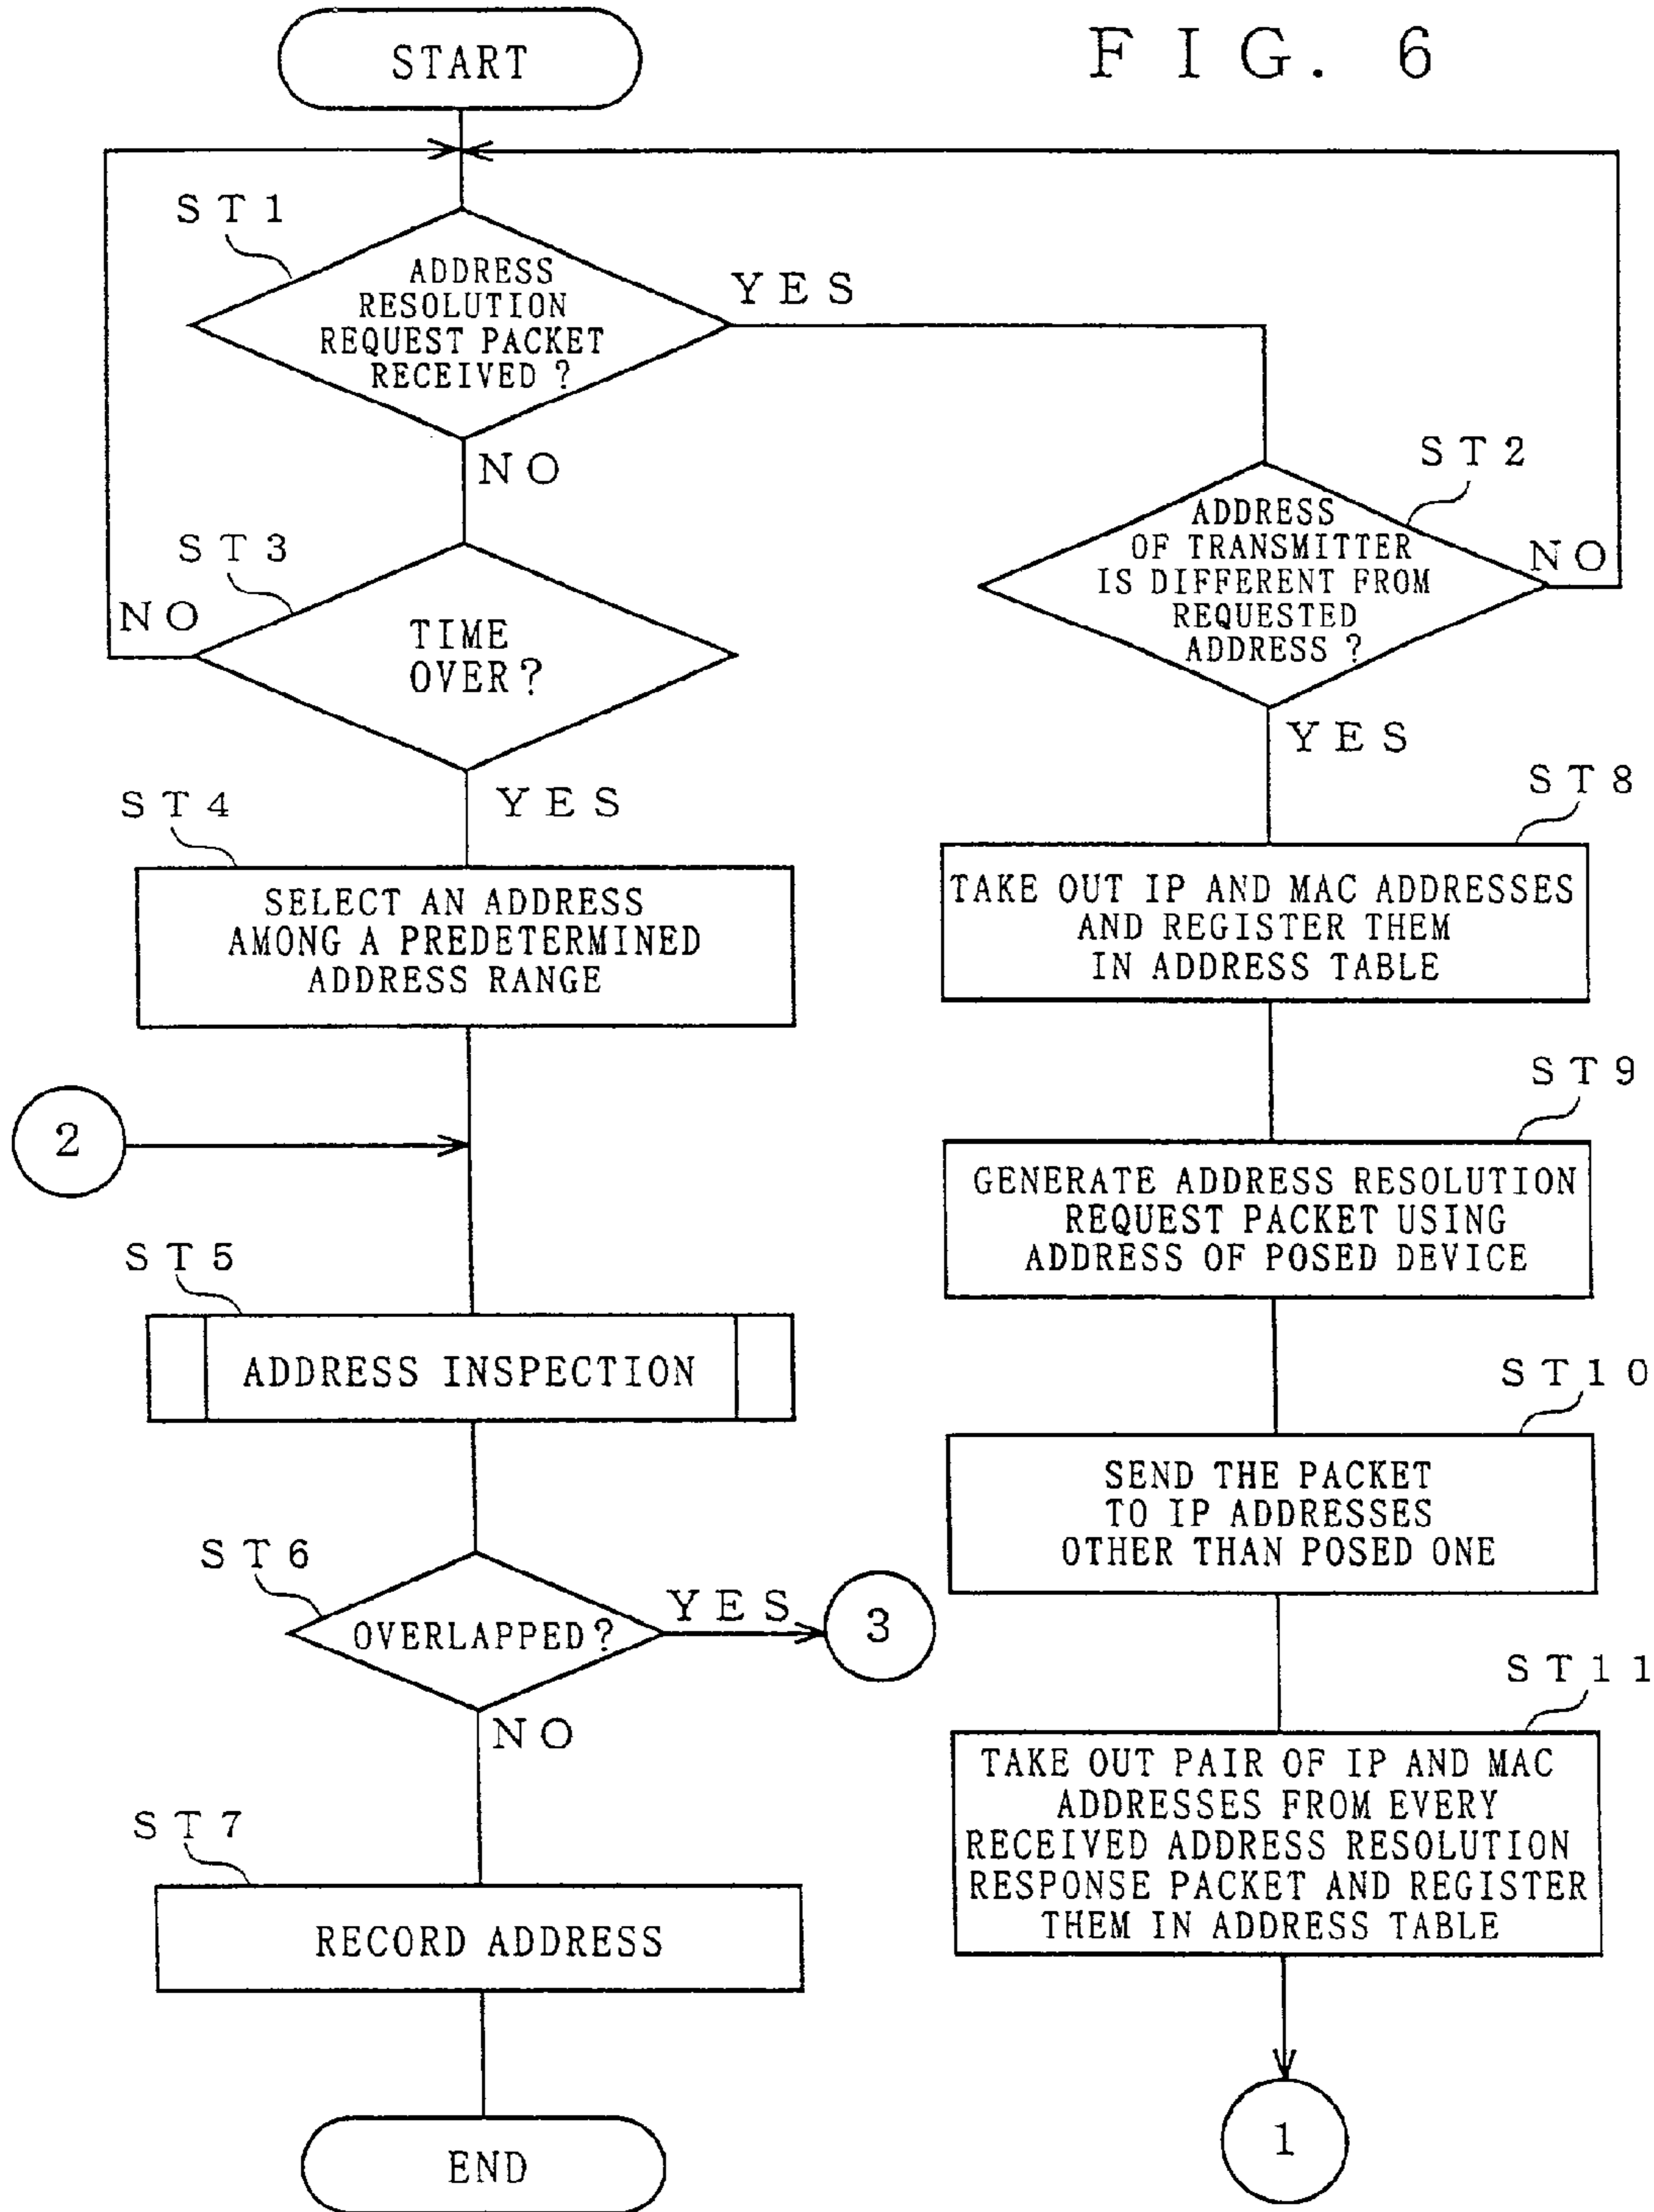 FIG. 6
START
ST1
ADDRESS
RESOLUTION
REQUEST PACKET
RECEIVED ?
YES
NO
ST2
ADDRESS
OF TRANSMITTER
IS DIFFERENT FROM
REQUESTED
ADDRESS ?
NO
YES
ST3
TIME
OVER?
NO
YES
ST4
SELECT AN ADDRESS
AMONG A PREDETERMINED
ADDRESS RANGE
2
ST5
ADDRESS INSPECTION
ST6
OVERLAPPED?
YES
3
NO
ST7
RECORD ADDRESS
END
ST8
TAKE OUT IP AND MAC ADDRESSES
AND REGISTER THEM
IN ADDRESS TABLE
ST9
GENERATE ADDRESS RESOLUTION
REQUEST PACKET USING
ADDRESS OF POSED DEVICE
ST10
SEND THE PACKET
TO IP ADDRESSES
OTHER THAN POSED ONE
ST11
TAKE OUT PAIR OF IP AND MAC
ADDRESSES FROM EVERY
RECEIVED ADDRESS RESOLUTION
RESPONSE PACKET AND REGISTER
THEM IN ADDRESS TABLE
1